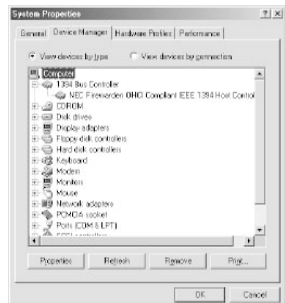 System Properties
General Device Manager Hardware Profiles Performance
View devices by type View devices by connection
Computer
1394 Bus Controller
NEC Firewarden OHCI Compliant IEEE 1394 Host Control
CDROM
Disk drives
Display adapters
Floppy disk controllers
Hard disk controllers
Keyboard
Modem
Monitors
Mouse
Network adapters
PCMCIA socket
Ports (COM & LPT)
Properties Refresh Remove Print...
OK Cancel